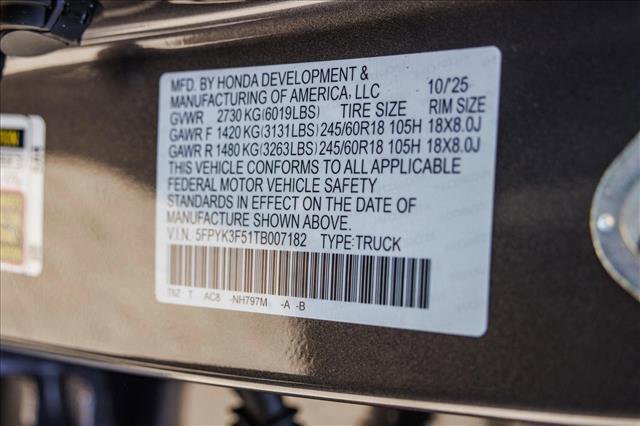 MFD. BY HONDA DEVELOPMENT &
MANUFACTURING OF AMERICA, LLC 10/25
GVWR 2730 KG(6019LBS) TIRE SIZE RIM SIZE
GAWR F 1420 KG(3131LBS) 245/60R18 105H 18X8.0J
GAWR R 1480 KG(3263LBS) 245/60R18 105H 18X8.0J
THIS VEHICLE CONFORMS TO ALL APPLICABLE
FEDERAL MOTOR VEHICLE SAFETY
STANDARDS IN EFFECT ON THE DATE OF
MANUFACTURE SHOWN ABOVE.
V.I.N. 5FPYK3F51TB007182 TYPE:TRUCK
T6Z T AC8 -NH797M -A -B